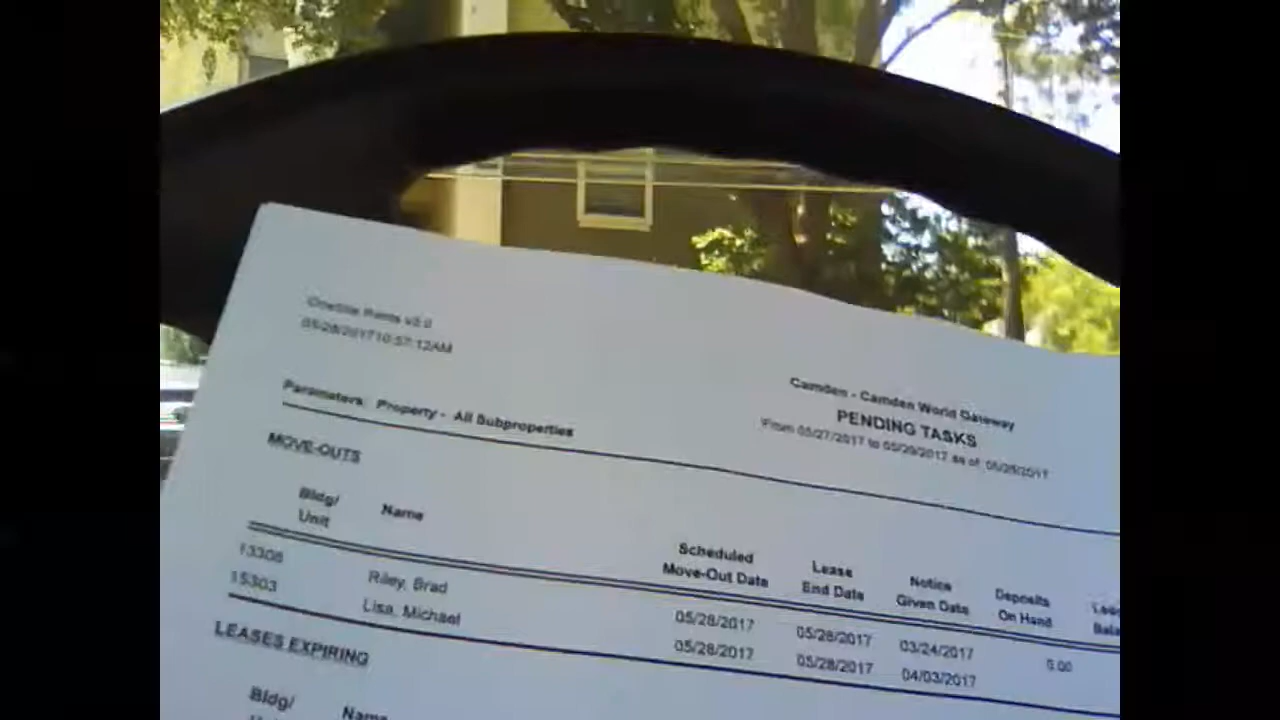 OneSite Rents v3.0
05/28/2017 10:57:12AM
Camden - Camden World Gateway
PENDING TASKS
From 05/27/2017 to 05/29/2017 as of 05/28/2017
Parameters: Property - All Subproperties
MOVE-OUTS
Bldg/
Unit
Name
Scheduled
Move-Out Date
Lease
End Date
Notice
Given Date
Deposits
On Hand
13308 Riley, Brad 05/28/2017 05/28/2017 03/24/2017 0.00
15303 Lisa, Michael 05/28/2017 05/28/2017 04/03/2017
LEASES EXPIRING
Bldg/
Name